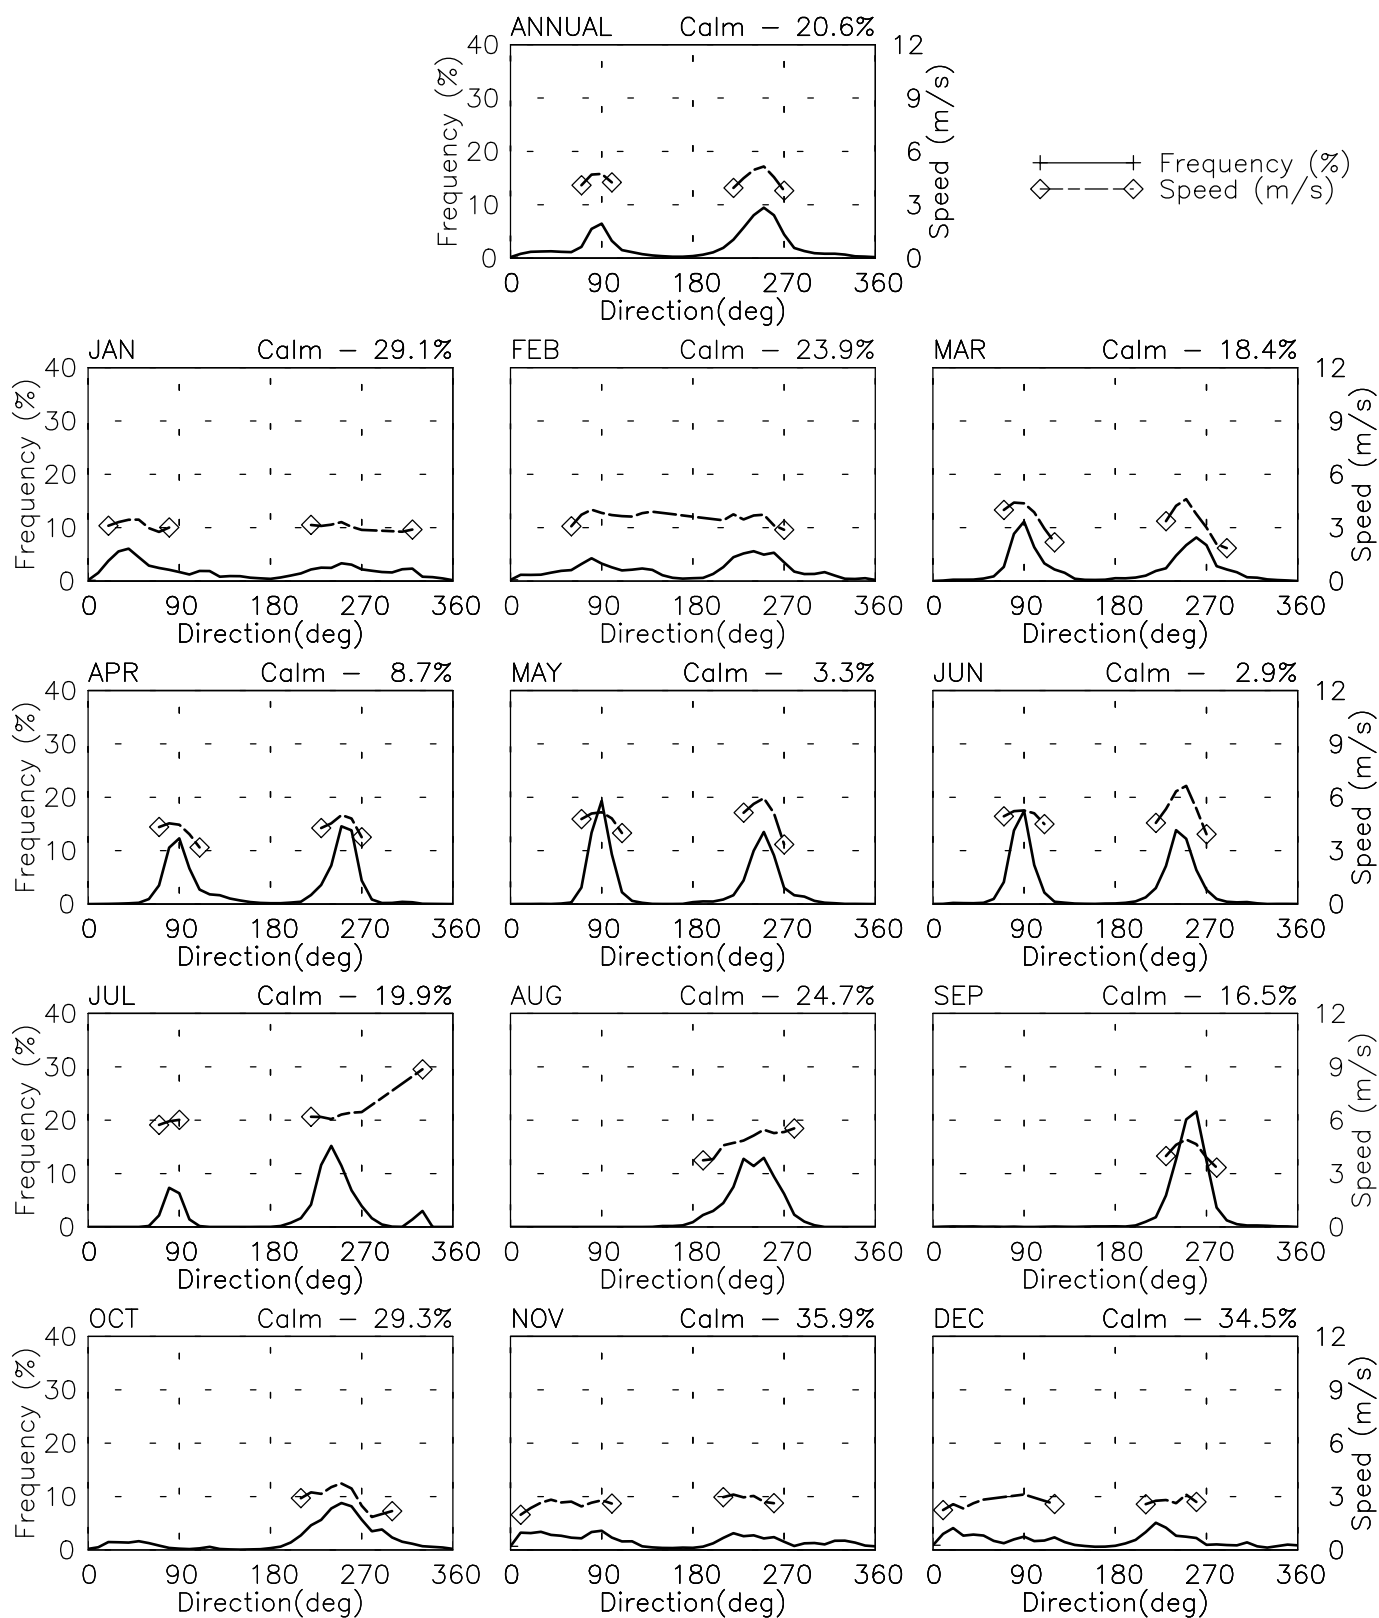 ANNUAL Calm - 20.6%
40 12
30 9
20 6
10 3
0 0
Frequency (%)
Speed (m/s)
0 90 180 270 360
Direction(deg)
Frequency (%)
Speed (m/s)
JAN Calm - 29.1% FEB Calm - 23.9% MAR Calm - 18.4%
40 12
30 9
20 6
10 3
0 0
Frequency (%)
Speed (m/s)
0 90 180 270 360 0 90 180 270 360 0 90 180 270 360
Direction(deg) Direction(deg) Direction(deg)
APR Calm - 8.7% MAY Calm - 3.3% JUN Calm - 2.9%
40 12
30 9
20 6
10 3
0 0
Frequency (%)
Speed (m/s)
0 90 180 270 360 0 90 180 270 360 0 90 180 270 360
Direction(deg) Direction(deg) Direction(deg)
JUL Calm - 19.9% AUG Calm - 24.7% SEP Calm - 16.5%
40 12
30 9
20 6
10 3
0 0
Frequency (%)
Speed (m/s)
0 90 180 270 360 0 90 180 270 360 0 90 180 270 360
Direction(deg) Direction(deg) Direction(deg)
OCT Calm - 29.3% NOV Calm - 35.9% DEC Calm - 34.5%
40 12
30 9
20 6
10 3
0 0
Frequency (%)
Speed (m/s)
0 90 180 270 360 0 90 180 270 360 0 90 180 270 360
Direction(deg) Direction(deg) Direction(deg)